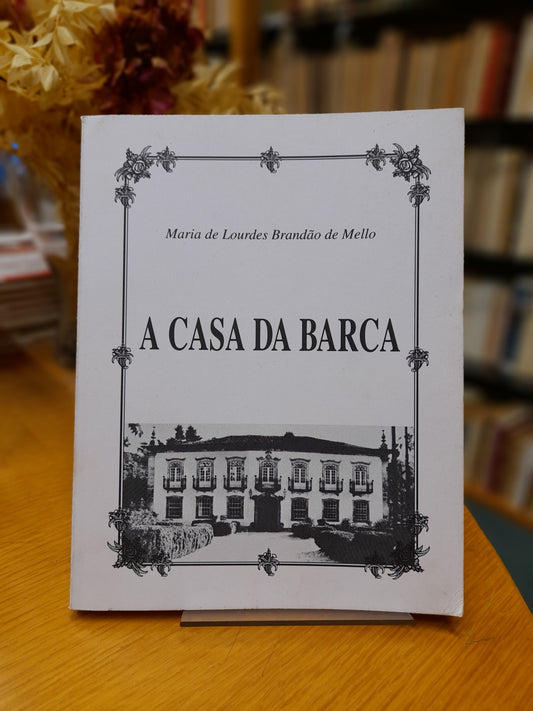 Maria de Lourdes Brandão de Mello
A CASA DA BARCA